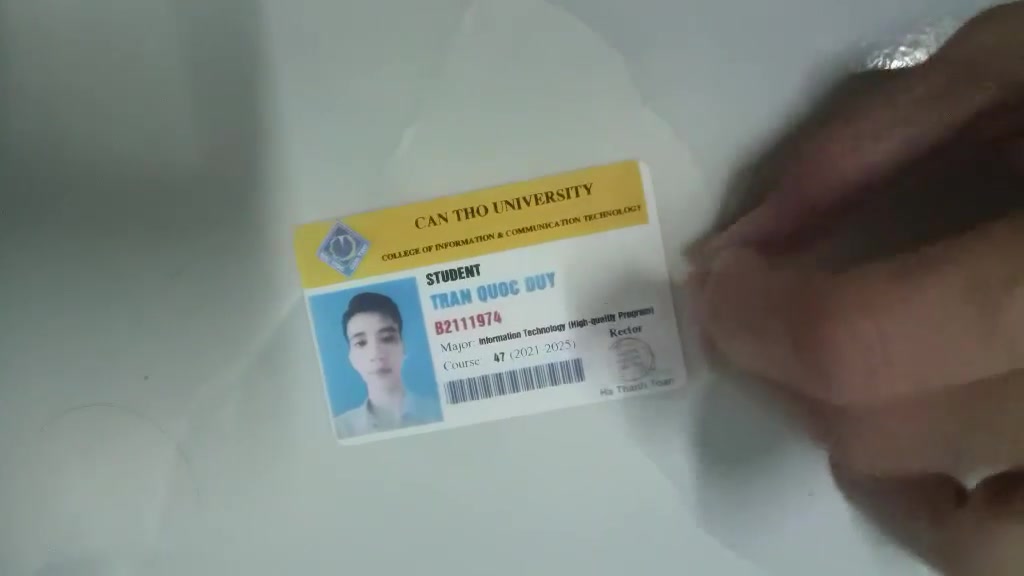 CAN THO UNIVERSITY
COLLEGE OF INFORMATION & COMMUNICATION TECHNOLOGY
STUDENT
TRAN QUOC DUY
B2111974
Major: Information Technology (High-quality Program)
Course: 47 (2021-2025)
Rector
Ha Thanh Toan